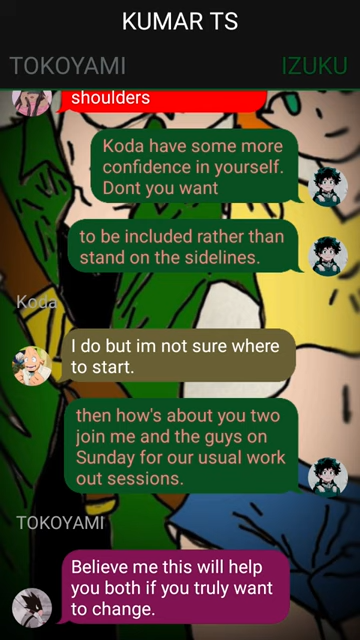 KUMAR TS
TOKOYAMI
IZUKU
shoulders
Koda have some more
confidence in yourself.
Dont you want
to be included rather than
stand on the sidelines.
Koda
I do but im not sure where
to start.
then how's about you two
join me and the guys on
Sunday for our usual work
out sessions.
TOKOYAMI
Believe me this will help
you both if you truly want
to change.